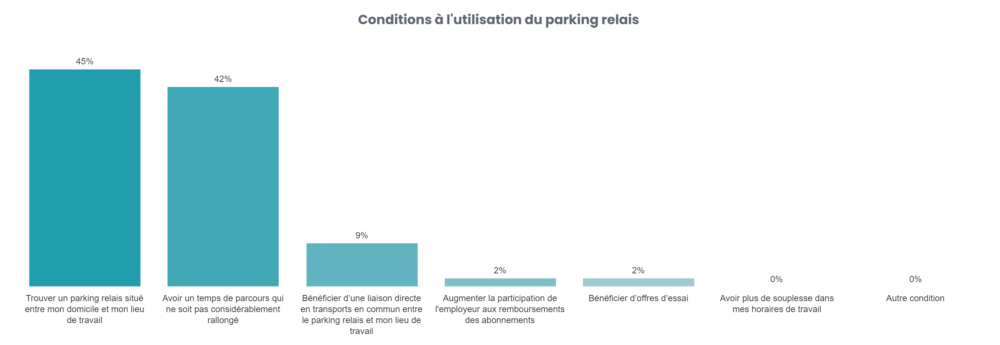 Conditions à l'utilisation du parking relais
45%
42%
9%
2%
2%
0%
0%
Trouver un parking relais situé
entre mon domicile et mon lieu
de travail
Avoir un temps de parcours qui
ne soit pas considérablement
rallongé
Bénéficier d’une liaison directe
en transports en commun entre
le parking relais et mon lieu de
travail
Augmenter la participation de
l'employeur aux remboursements
des abonnements
Bénéficier d’offres d’essai
Avoir plus de souplesse dans
mes horaires de travail
Autre condition